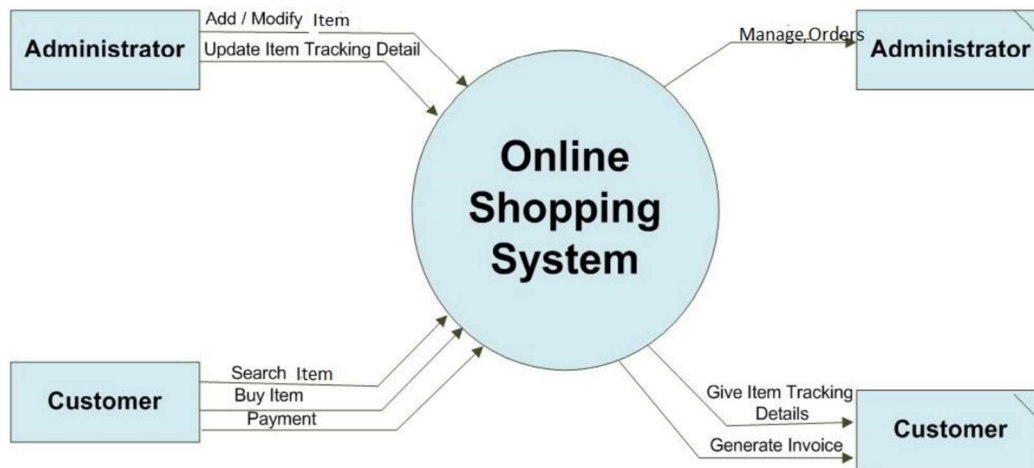 Administrator
Add / Modify Item
Update Item Tracking Detail
Manage,Orders
Administrator
Online
Shopping
System
Customer
Search Item
Buy Item
Payment
Give Item Tracking
Details
Generate Invoice
Customer